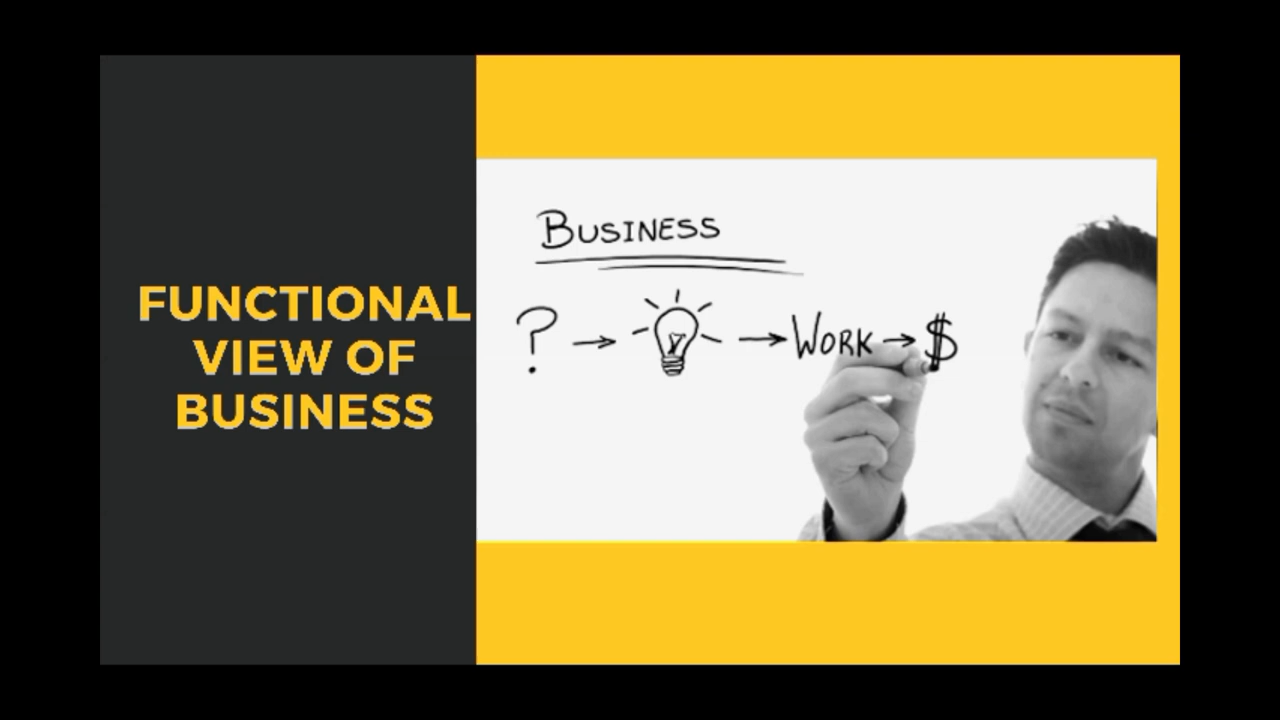 FUNCTIONAL
VIEW OF
BUSINESS
BUSINESS
? → → WORK → $